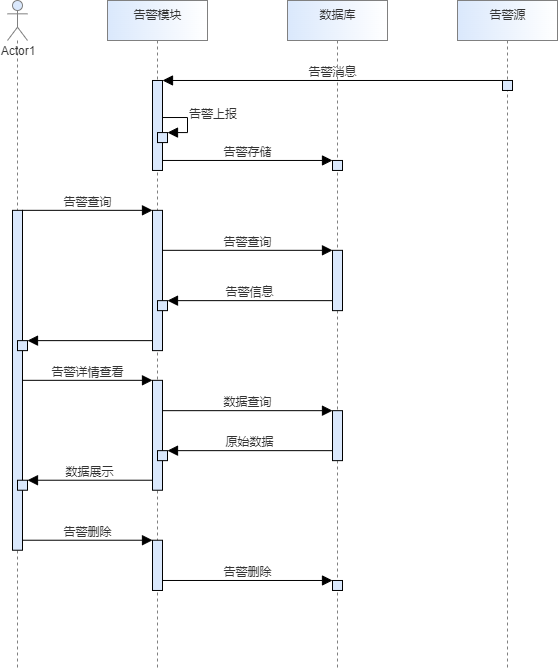 告警模块
数据库
告警源
Actor1
告警消息
告警上报
告警存储
告警查询
告警查询
告警信息
告警详情查看
数据查询
原始数据
数据展示
告警删除
告警删除